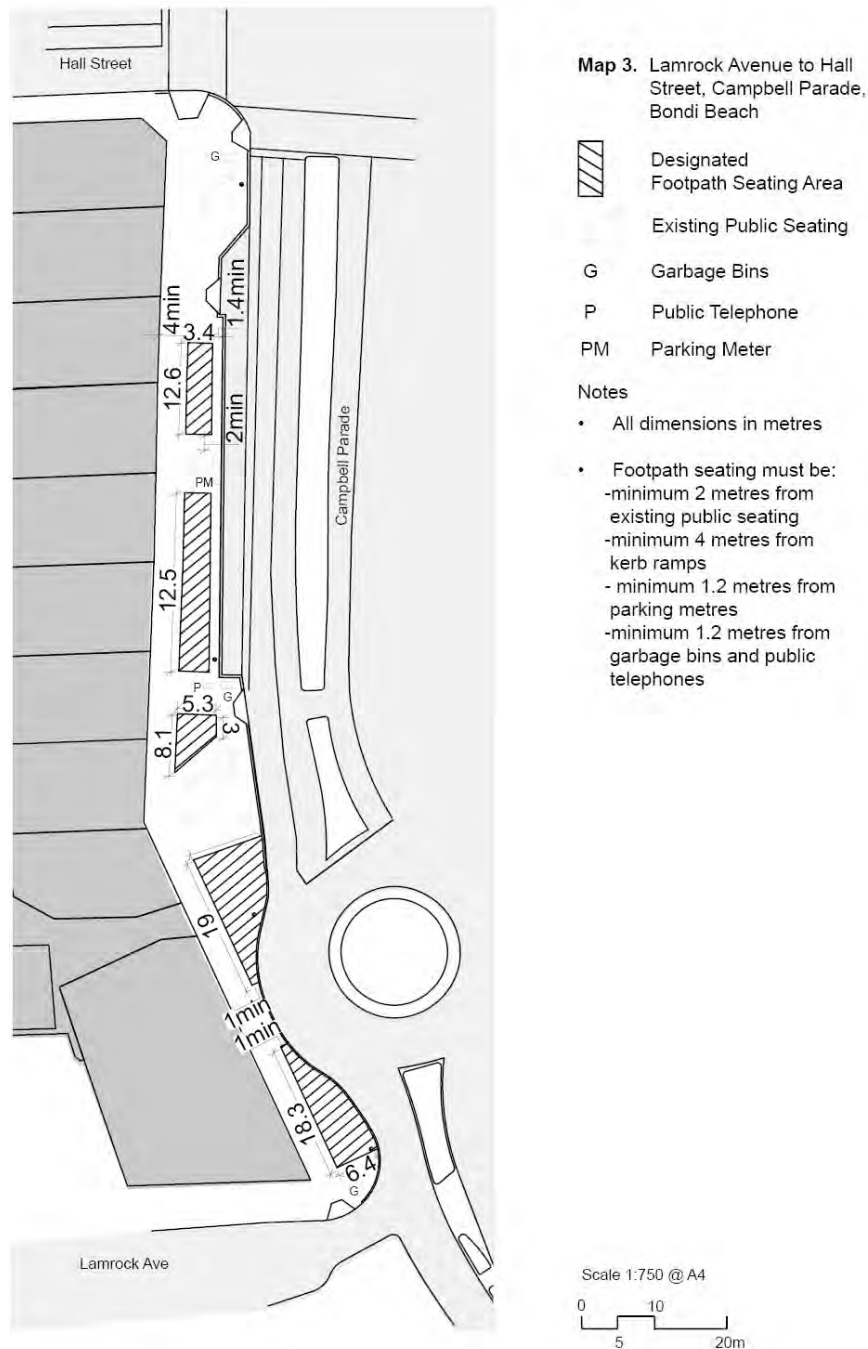 Hall Street
G
4min
3.4
1.4min
12.6
2min
PM
12.5
Campbell Parade
P
G
5.3
3
8.1
19
1min
1min
18.3
6.4
G
Lamrock Ave
Map 3. Lamrock Avenue to Hall
Street, Campbell Parade,
Bondi Beach
Designated
Footpath Seating Area
Existing Public Seating
G Garbage Bins
P Public Telephone
PM Parking Meter
Notes
• All dimensions in metres
• Footpath seating must be:
-minimum 2 metres from
existing public seating
-minimum 4 metres from
kerb ramps
- minimum 1.2 metres from
parking metres
-minimum 1.2 metres from
garbage bins and public
telephones
Scale 1:750 @ A4
0 10
5 20m